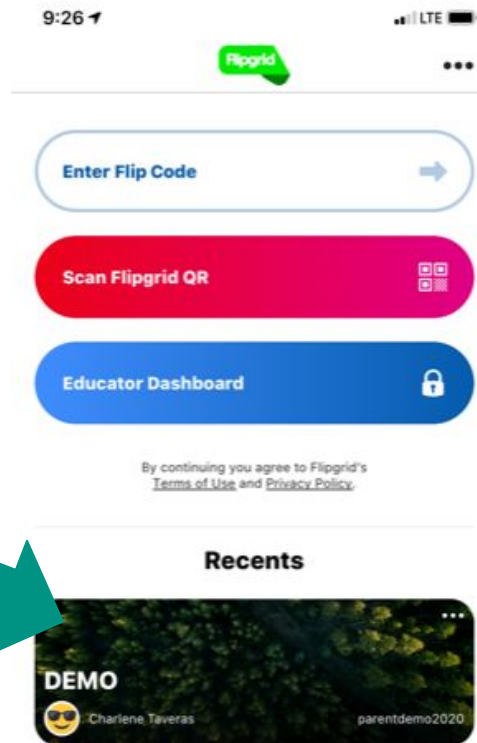 9:26
LTE
Flipgrid
Enter Flip Code
Scan Flipgrid QR
Educator Dashboard
By continuing you agree to Flipgrid's
Terms of Use and Privacy Policy.
Recents
DEMO
Charlene Taveras
parentdemo2020